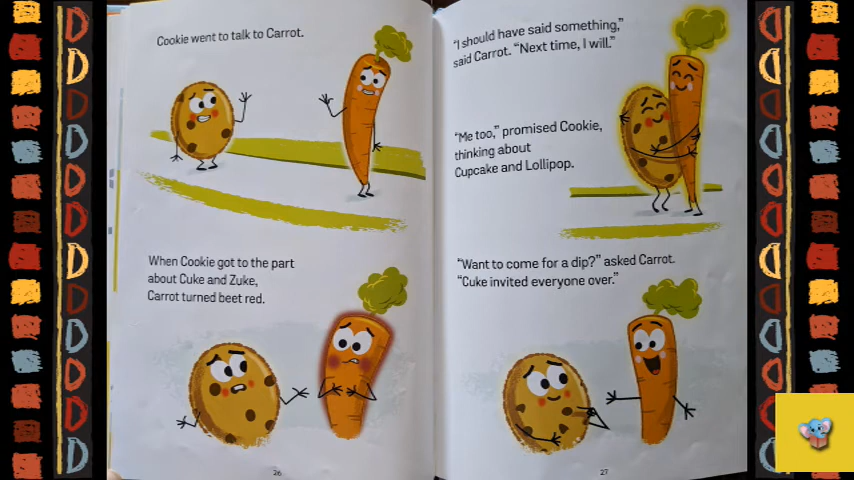 Cookie went to talk to Carrot.
When Cookie got to the part
about Cuke and Zuke,
Carrot turned beet red.
26
"I should have said something,"
said Carrot. "Next time, I will."
"Me too," promised Cookie,
thinking about
Cupcake and Lollipop.
"Want to come for a dip?" asked Carrot.
"Cuke invited everyone over."
27